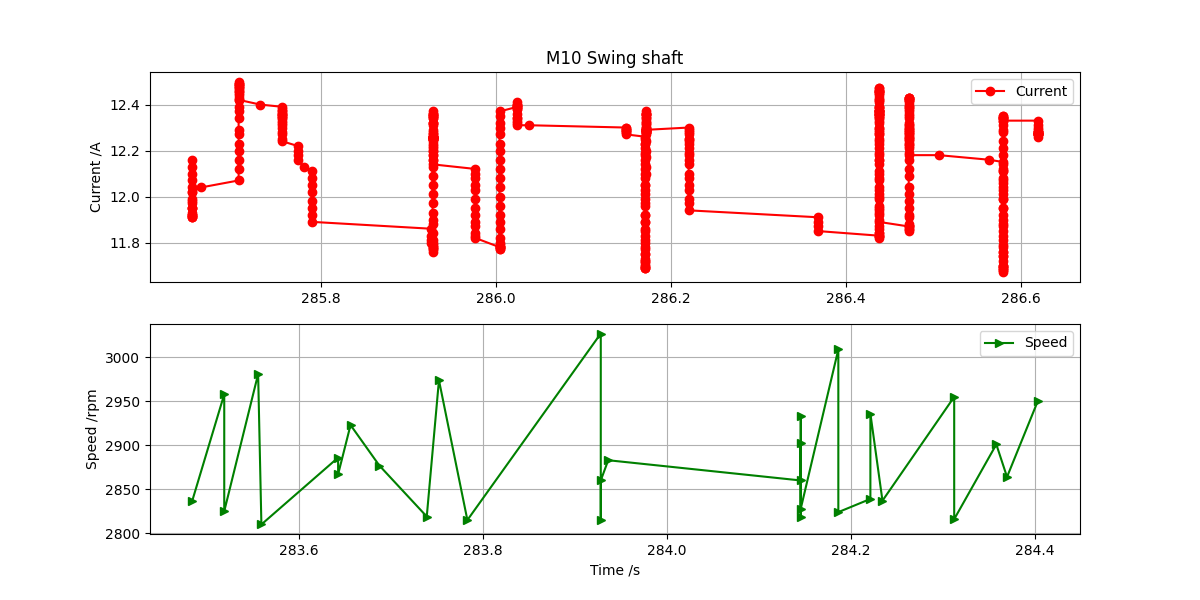 M10 Swing shaft
Current /A
12.4
12.2
12.0
11.8
Current
285.8 286.0 286.2 286.4 286.6
Speed /rpm
3000
2950
2900
2850
2800
Speed
283.6 283.8 284.0 284.2 284.4
Time /s